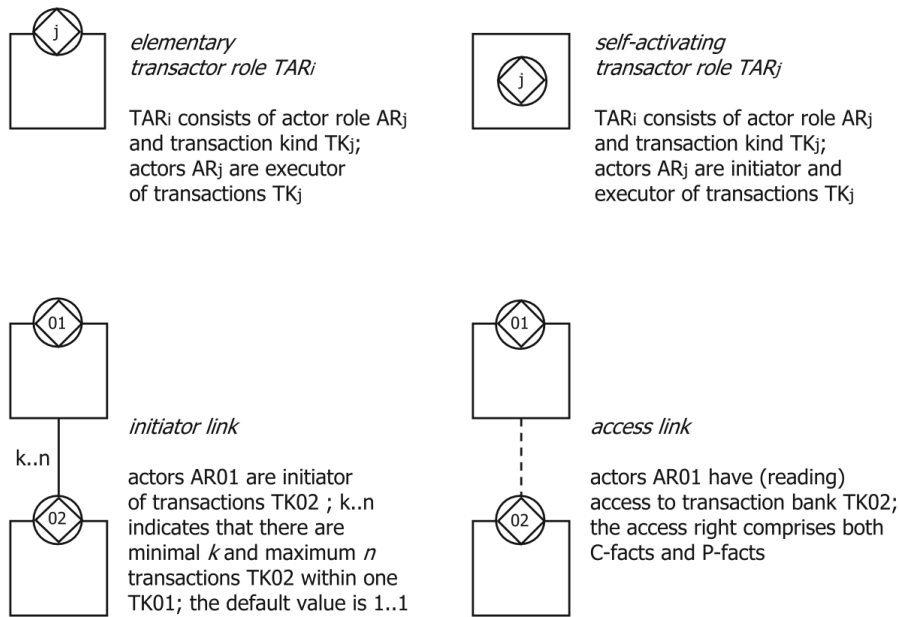 j
elementary
transactor role TARi
TARi consists of actor role ARj
and transaction kind TKj;
actors ARj are executor
of transactions TKj
j
self-activating
transactor role TARj
TARi consists of actor role ARj
and transaction kind TKj;
actors ARj are initiator and
executor of transactions TKj
01
k..n
02
initiator link
actors AR01 are initiator
of transactions TK02 ; k..n
indicates that there are
minimal k and maximum n
transactions TK02 within one
TK01; the default value is 1..1
01
02
access link
actors AR01 have (reading)
access to transaction bank TK02;
the access right comprises both
C-facts and P-facts